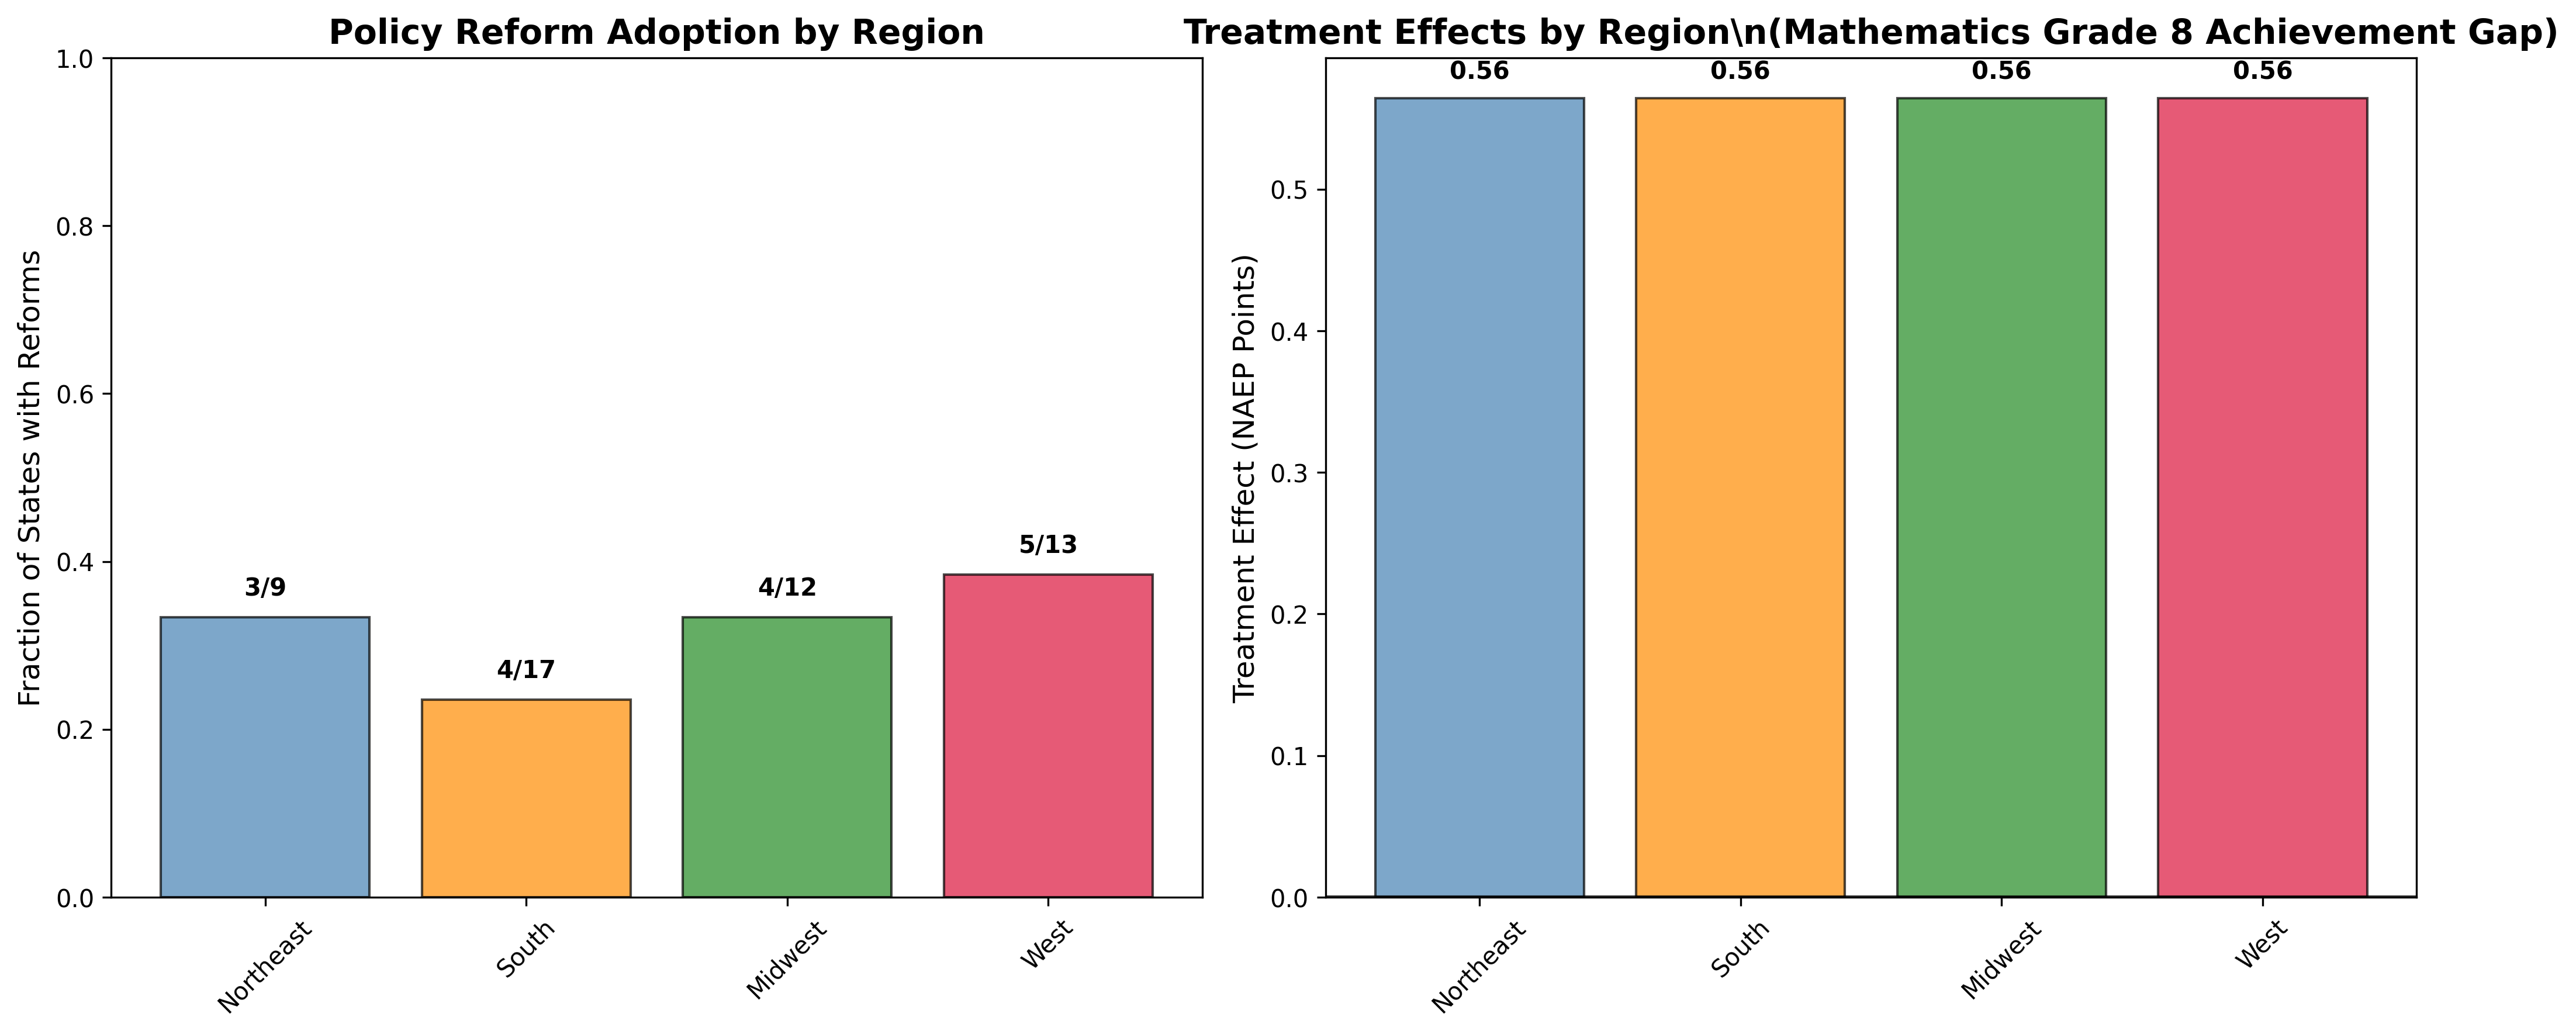 Policy Reform Adoption by Region
Fraction of States with Reforms
1.0
0.8
0.6
0.4
0.2
0.0
3/9
4/17
4/12
5/13
Northeast
South
Midwest
West
Treatment Effects by Region\n(Mathematics Grade 8 Achievement Gap)
Treatment Effect (NAEP Points)
0.5
0.4
0.3
0.2
0.1
0.0
0.56
0.56
0.56
0.56
Northeast
South
Midwest
West